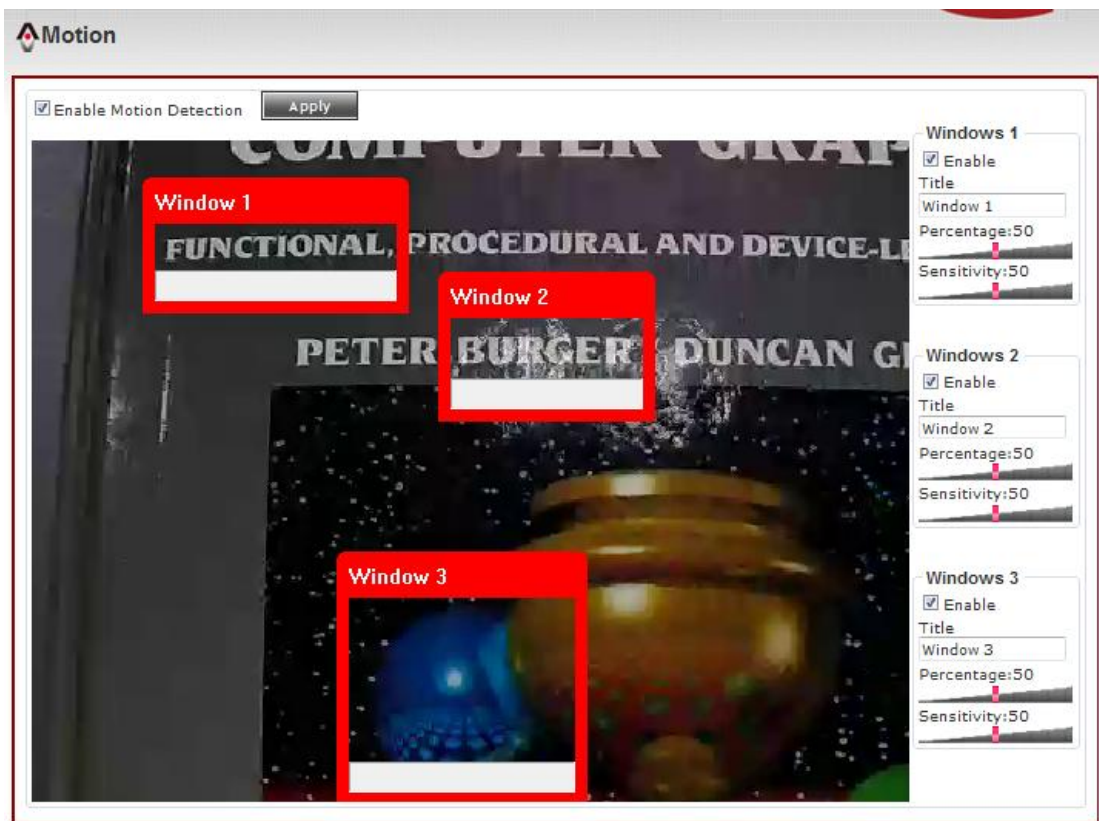 Motion
Enable Motion Detection
Apply
COMPUTER GRAP
Window 1
FUNCTIONAL, PROCEDURAL AND DEVICE-LE
Window 2
PETER BURGER DUNCAN GI
Window 3
Windows 1
Enable
Title
Window 1
Percentage:50
Sensitivity:50
Windows 2
Enable
Title
Window 2
Percentage:50
Sensitivity:50
Windows 3
Enable
Title
Window 3
Percentage:50
Sensitivity:50